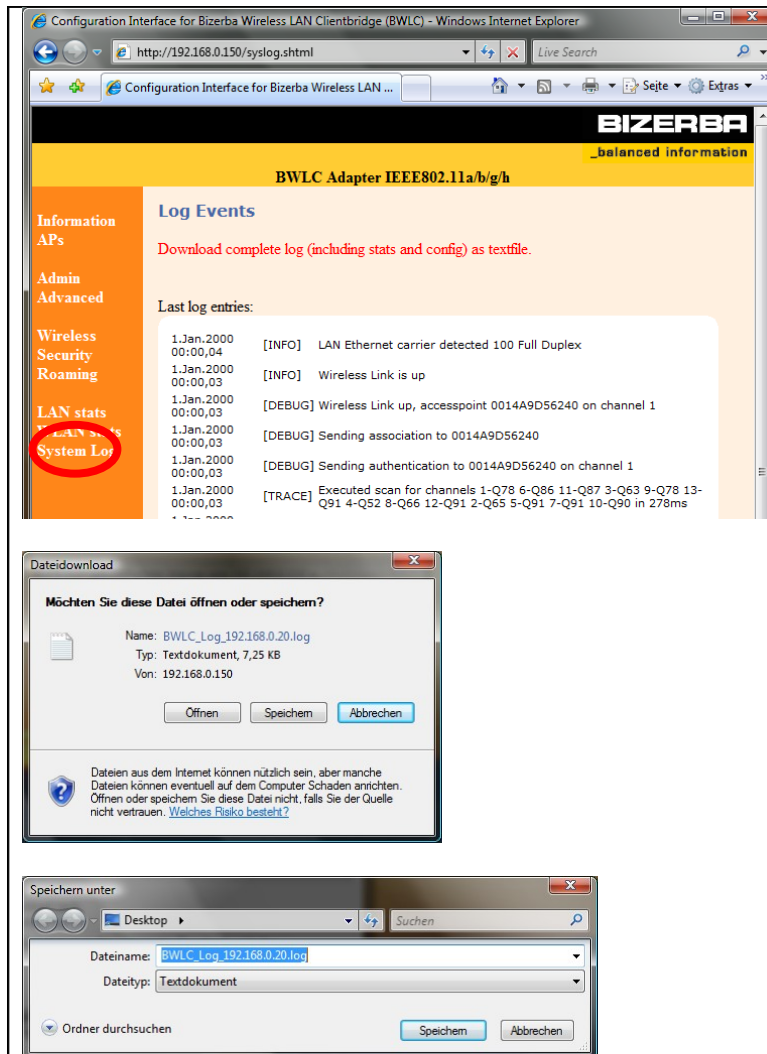 Configuration Interface for Bizerba Wireless LAN Clientbridge (BWLC) - Windows Internet Explorer
http://192.168.0.150/syslog.shtml
Live Search
Configuration Interface for Bizerba Wireless LAN ...
Seite
Extras
BIZERBA
_balanced information
BWLC Adapter IEEE802.11a/b/g/h
Information
APs
Admin
Advanced
Wireless
Security
Roaming
LAN stats
WLAN stats
System Log
Log Events
Download complete log (including stats and config) as textfile.
Last log entries:
1.Jan.2000 00:00,04 [INFO] LAN Ethernet carrier detected 100 Full Duplex
1.Jan.2000 00:00,03 [INFO] Wireless Link is up
1.Jan.2000 00:00,03 [DEBUG] Wireless Link up, accesspoint 0014A9D56240 on channel 1
1.Jan.2000 00:00,03 [DEBUG] Sending association to 0014A9D56240
1.Jan.2000 00:00,03 [DEBUG] Sending authentication to 0014A9D56240 on channel 1
1.Jan.2000 00:00,03 [TRACE] Executed scan for channels 1-Q78 6-Q86 11-Q87 3-Q63 9-Q78 13-
Q91 4-Q52 8-Q66 12-Q91 2-Q65 5-Q91 7-Q91 10-Q90 in 278ms
Dateidownload
Möchten Sie diese Datei öffnen oder speichern?
Name: BWLC_Log_192.168.0.20.log
Typ: Textdokument, 7,25 KB
Von: 192.168.0.150
Öffnen Speichern Abbrechen
Dateien aus dem Internet können nützlich sein, aber manche
Dateien können eventuell auf dem Computer Schaden anrichten.
Öffnen oder speichern Sie diese Datei nicht, falls Sie der Quelle
nicht vertrauen. Welches Risiko besteht?
Speichern unter
Desktop
Suchen
Dateiname: BWLC_Log_192.168.0.20.log
Dateityp: Textdokument
Ordner durchsuchen
Speichern Abbrechen